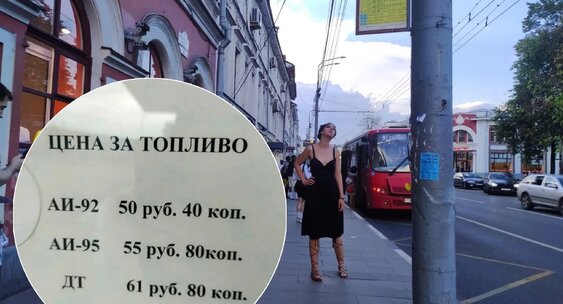 ЦЕНА ЗА ТОПЛИВО
АИ-92 50 руб. 40 коп.
АИ-95 55 руб. 80коп.
ДТ 61 руб. 80 коп.